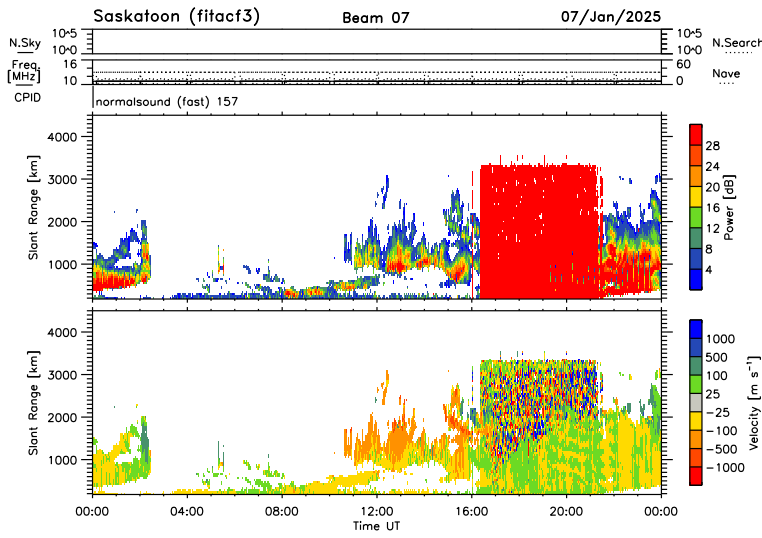 Saskatoon (fitacf3) Beam 07 07/Jan/2025
N.Sky 10^5 10^0 10^5 10^0 N.Search
Freq. [MHz] 16 10 60 0 Nave
CPID normalsound (fast) 157
Slant Range [km] 4000 3000 2000 1000
Power [dB] 28 24 20 16 12 8 4
Slant Range [km] 4000 3000 2000 1000
Velocity [m s⁻¹] 1000 500 100 25 −25 −100 −500 −1000
00:00 04:00 08:00 12:00 16:00 20:00 00:00
Time UT